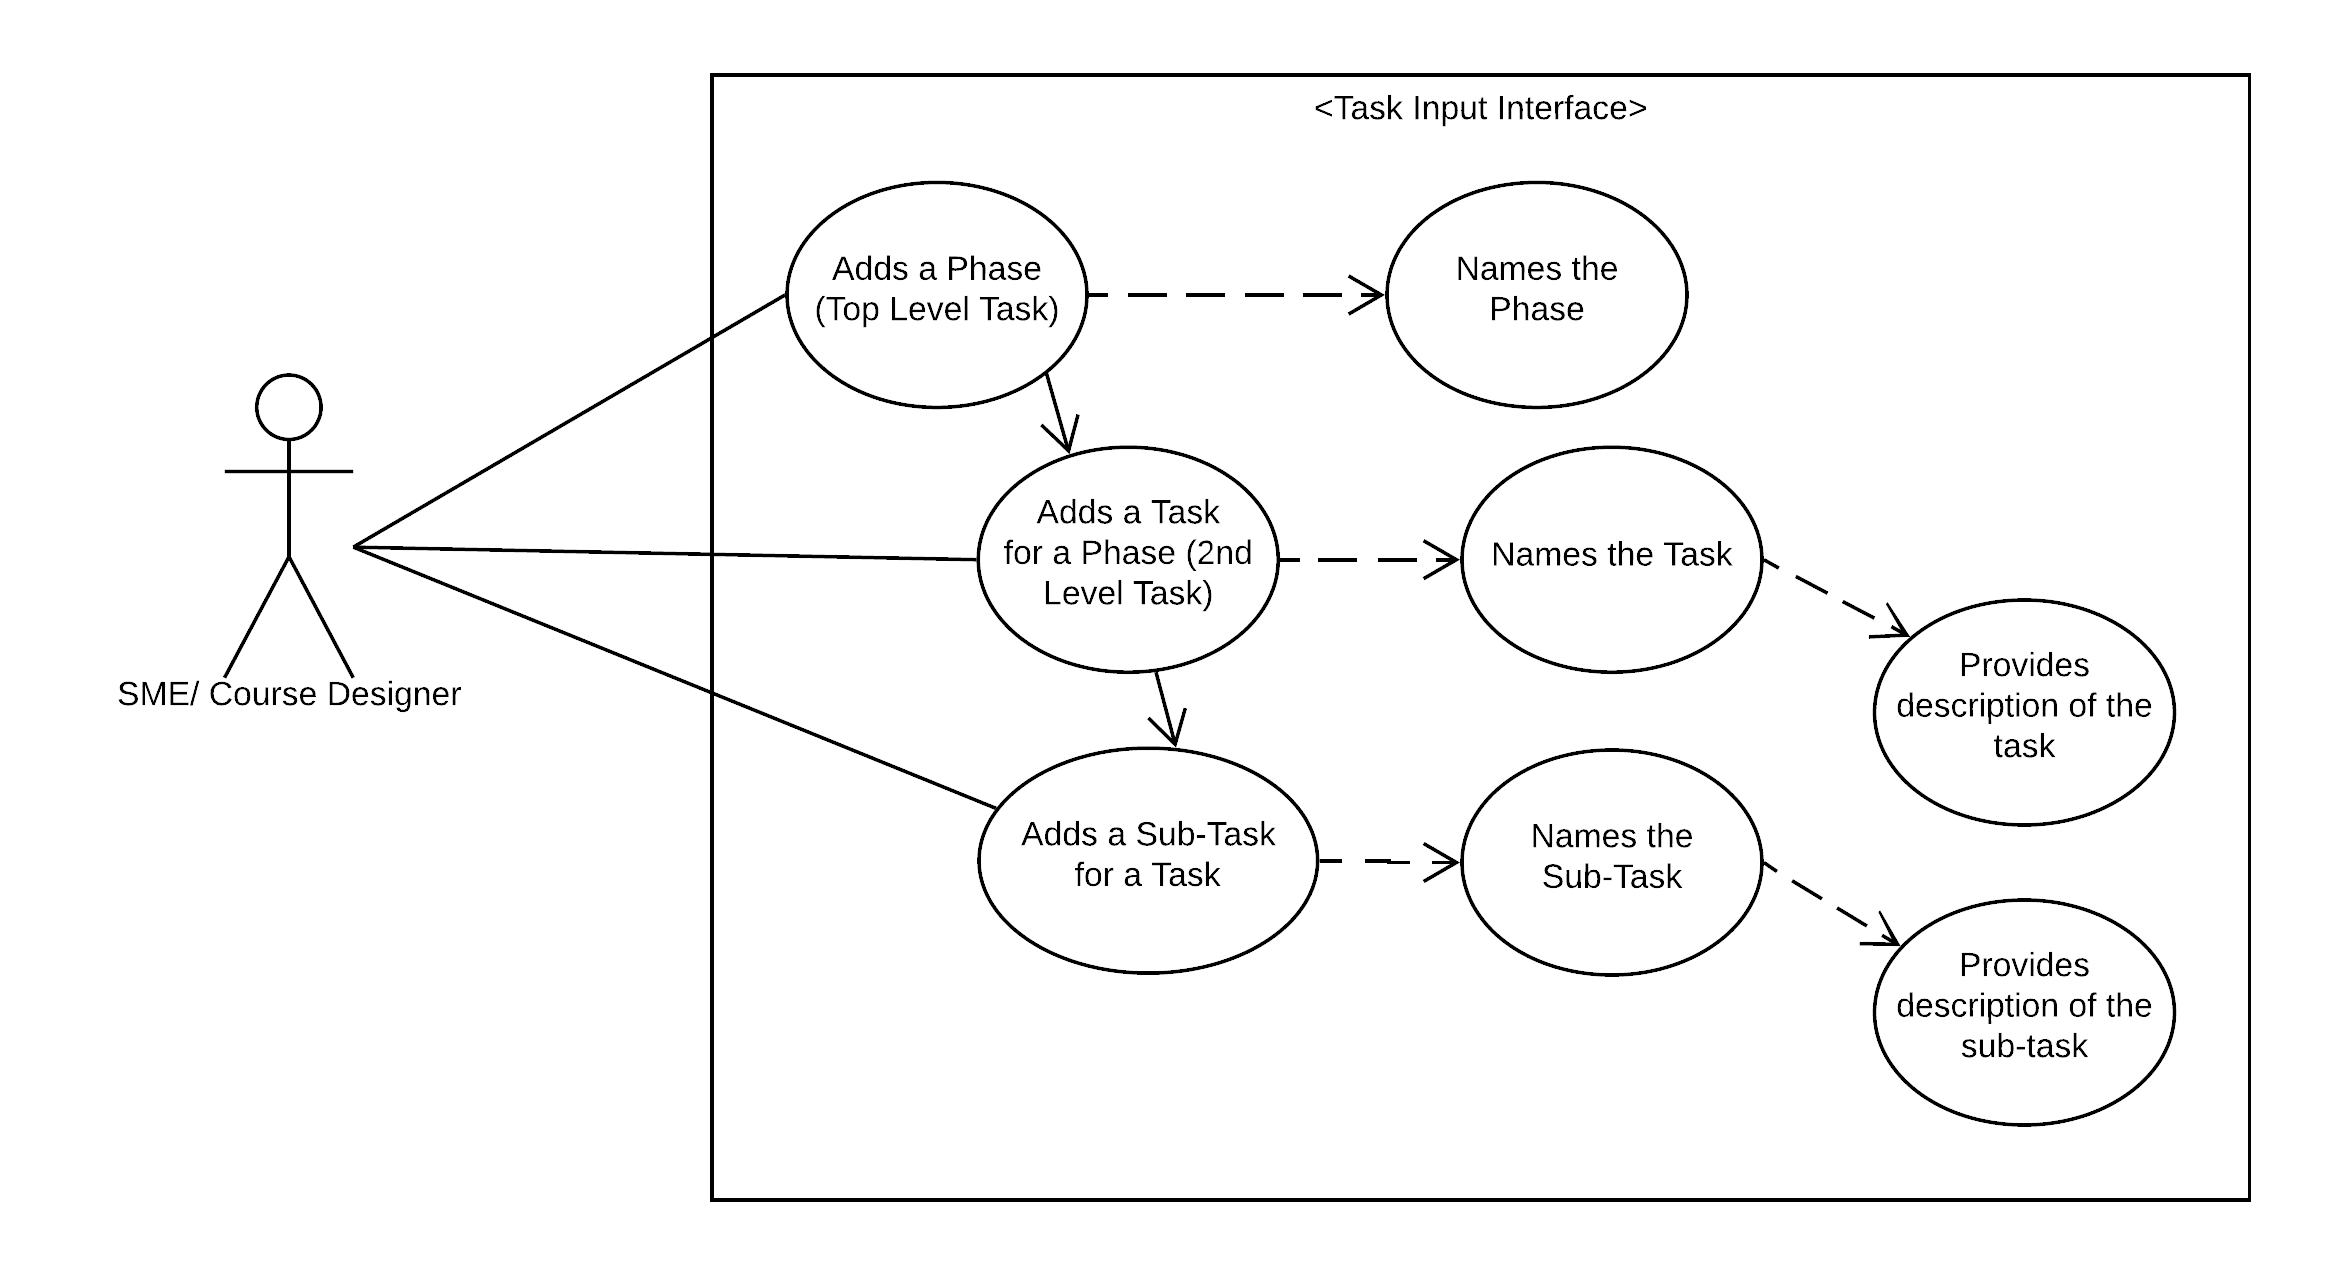 <Task Input Interface>
Adds a Phase
(Top Level Task)
Names the
Phase
Adds a Task
for a Phase (2nd
Level Task)
Names the Task
Provides
description of the
task
SME/ Course Designer
Adds a Sub-Task
for a Task
Names the
Sub-Task
Provides
description of the
sub-task